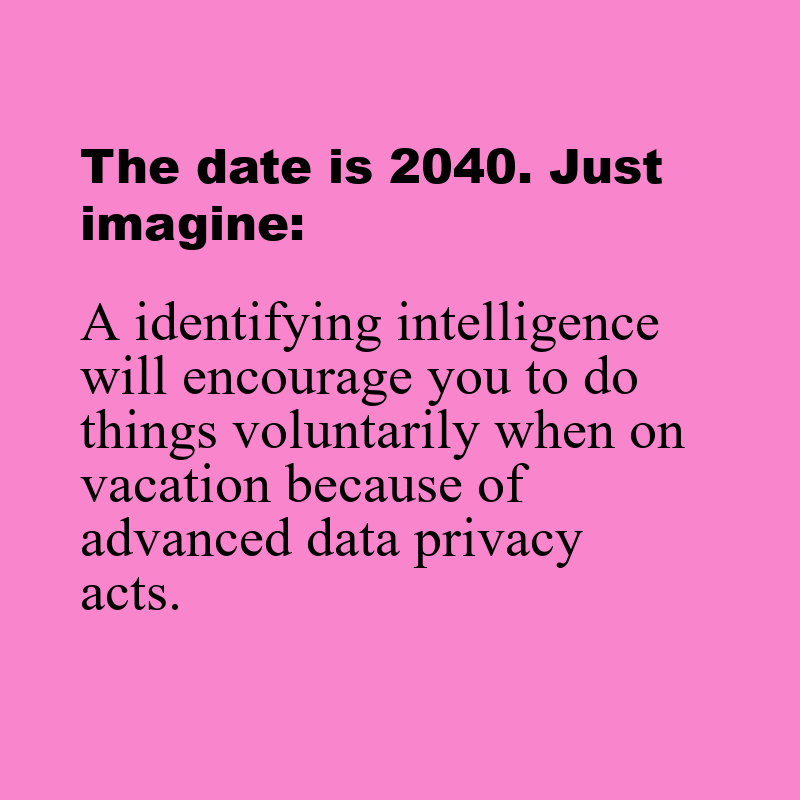 The date is 2040. Just
imagine:
A identifying intelligence
will encourage you to do
things voluntarily when on
vacation because of
advanced data privacy
acts.